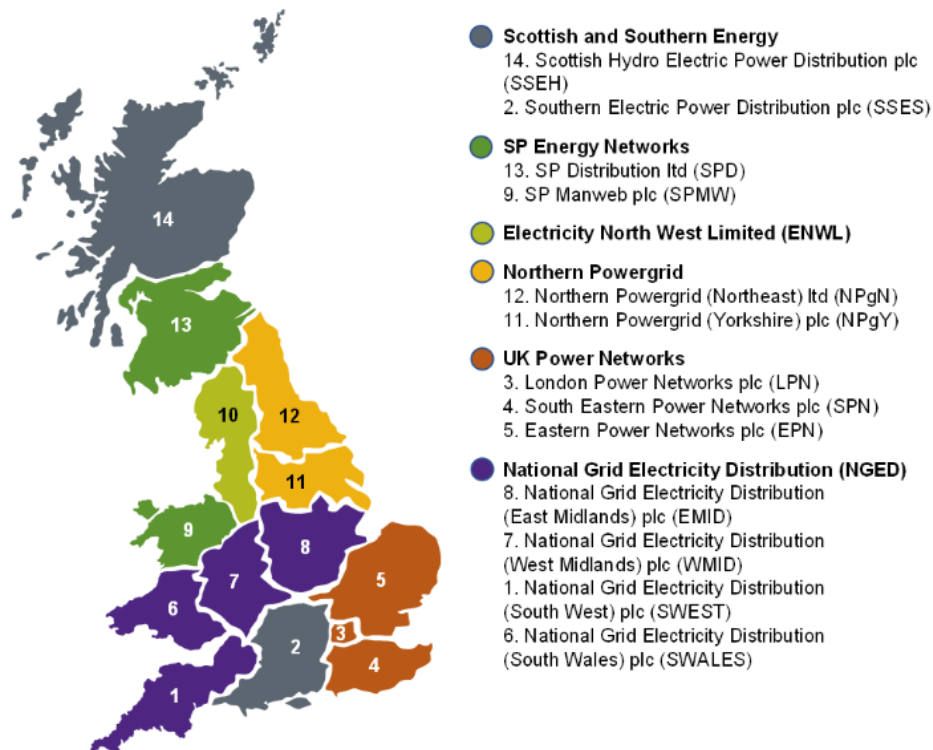 Scottish and Southern Energy
14. Scottish Hydro Electric Power Distribution plc
(SSEH)
2. Southern Electric Power Distribution plc (SSES)
SP Energy Networks
13. SP Distribution ltd (SPD)
9. SP Manweb plc (SPMW)
Electricity North West Limited (ENWL)
Northern Powergrid
12. Northern Powergrid (Northeast) ltd (NPgN)
11. Northern Powergrid (Yorkshire) plc (NPgY)
UK Power Networks
3. London Power Networks plc (LPN)
4. South Eastern Power Networks plc (SPN)
5. Eastern Power Networks plc (EPN)
National Grid Electricity Distribution (NGED)
8. National Grid Electricity Distribution
(East Midlands) plc (EMID)
7. National Grid Electricity Distribution
(West Midlands) plc (WMID)
1. National Grid Electricity Distribution
(South West) plc (SWEST)
6. National Grid Electricity Distribution
(South Wales) plc (SWALES)
14
13
10
12
11
9
8
7
5
6
3
2
4
1